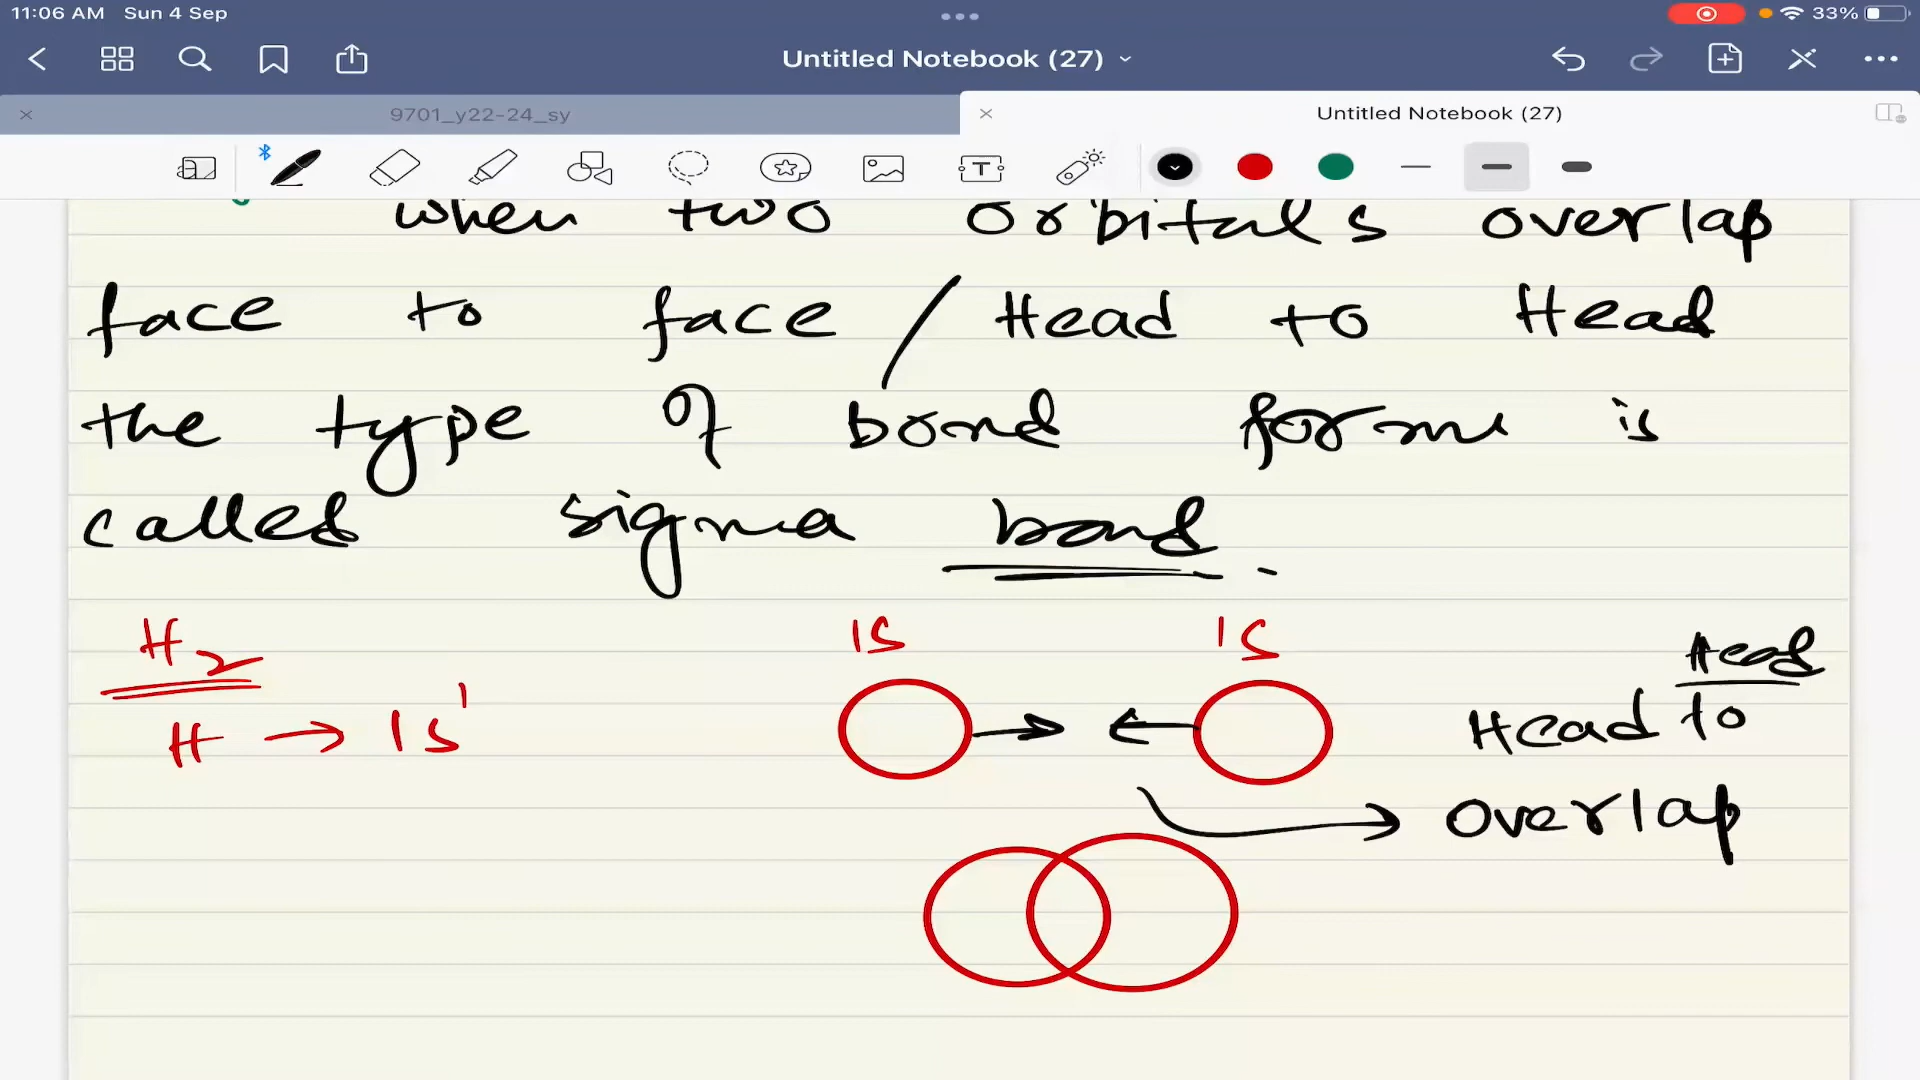 11:06 AM Sun 4 Sep
33%
Untitled Notebook (27)
9701_y22-24_sy
Untitled Notebook (27)
when two orbitals overlap
face to face / Head to Head
the type of bond forms is
called sigma bond.
H2
H → 1s¹
1S 1S
Head
Head to
overlap